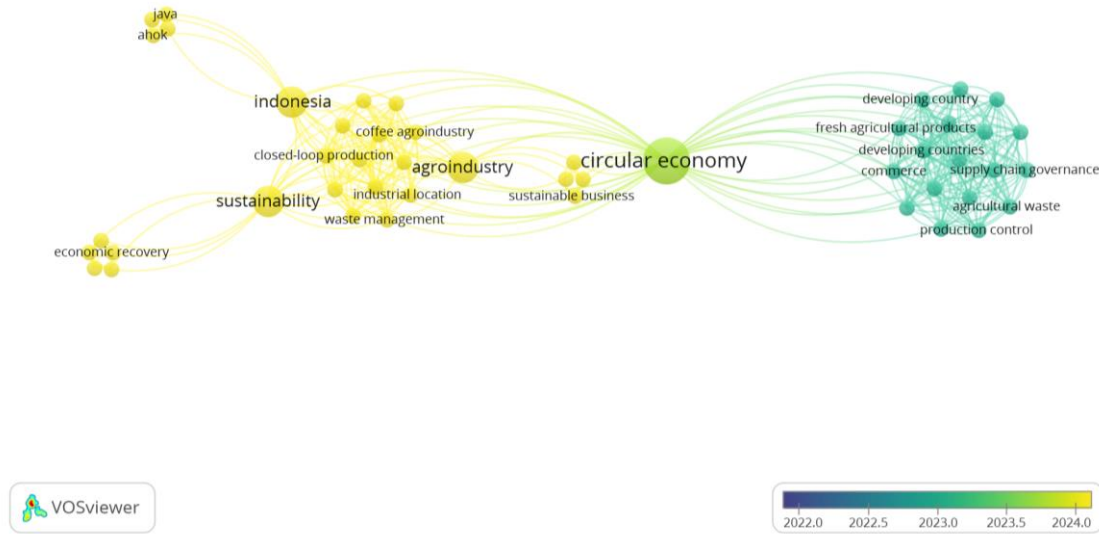 java
ahok
indonesia
developing country
coffee agroindustry
fresh agricultural products
closed-loop production
developing countries
agroindustry
circular economy
commerce
supply chain governance
industrial location
sustainable business
sustainability
agricultural waste
waste management
production control
economic recovery
VOSviewer
2022.0 2022.5 2023.0 2023.5 2024.0